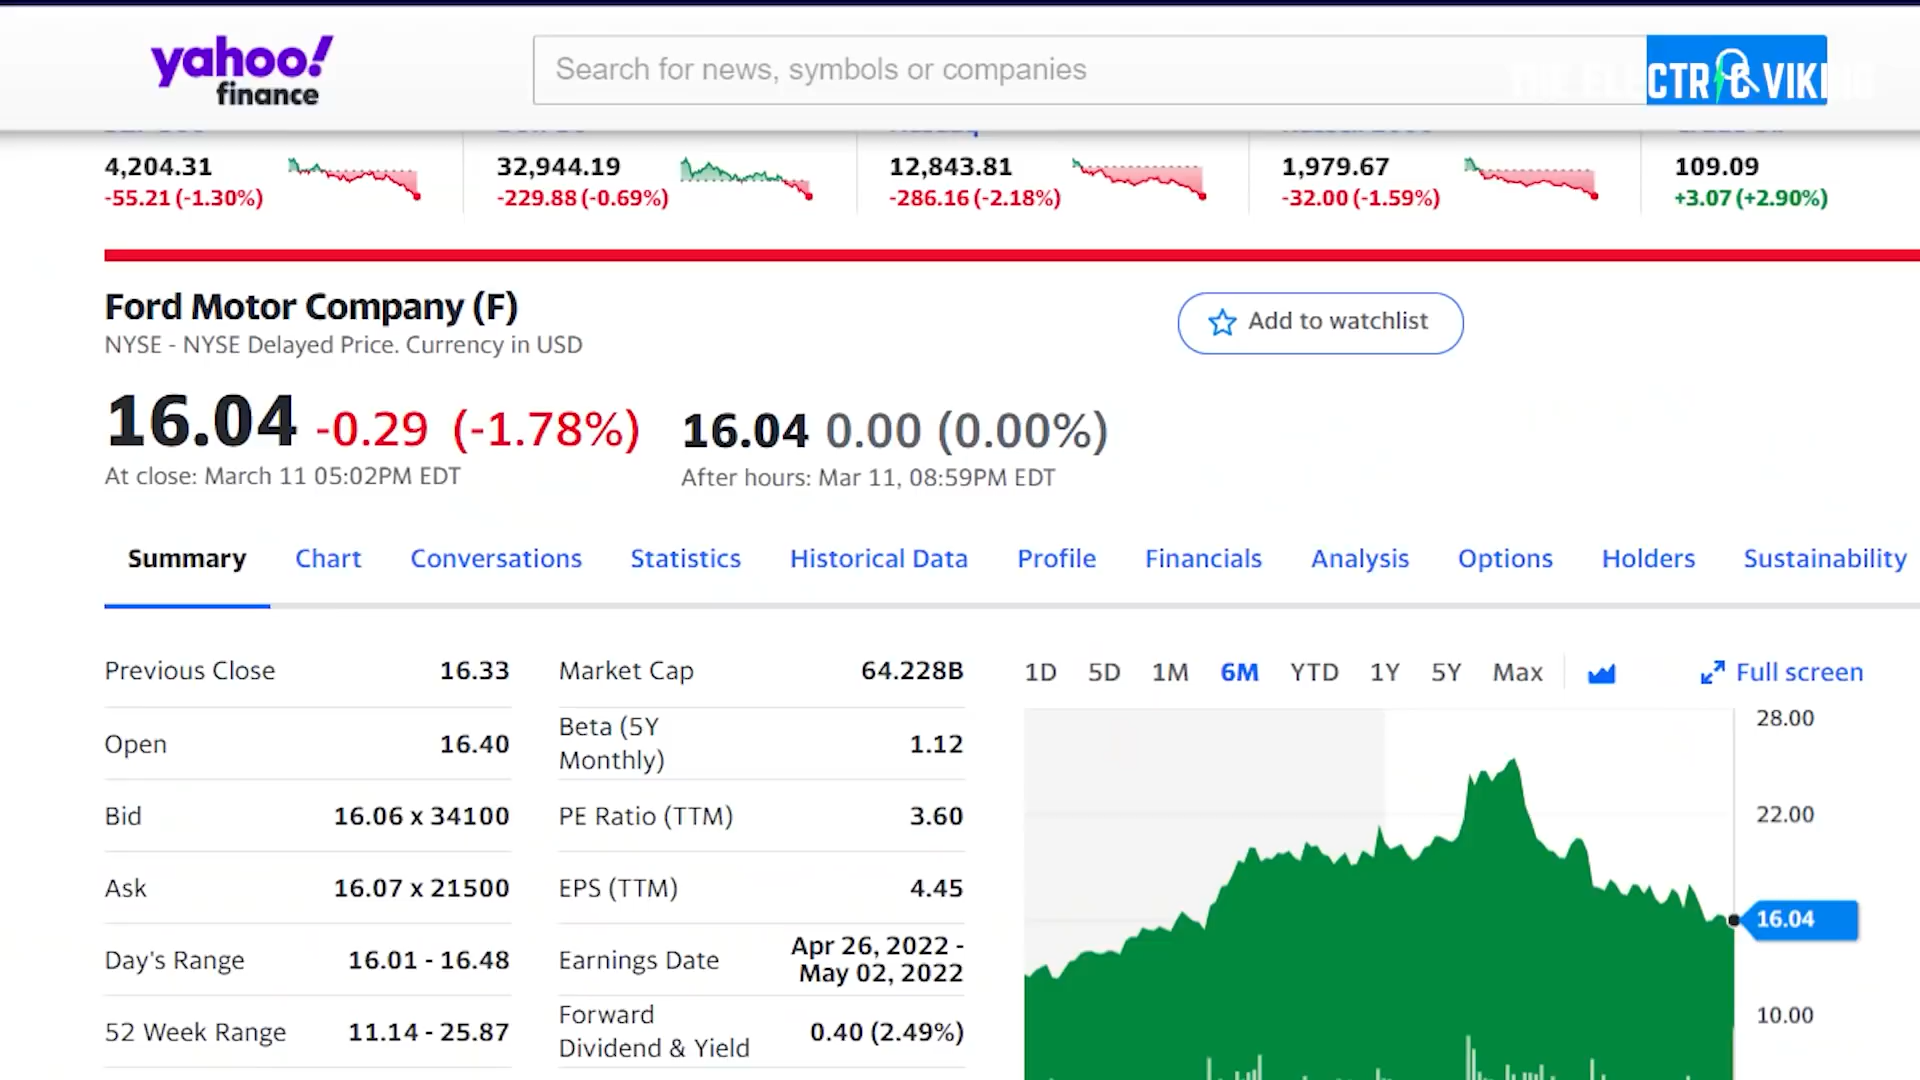 yahoo!
finance
Search for news, symbols or companies
THE ELECTRIC VIKING
4,204.31
-55.21 (-1.30%)
32,944.19
-229.88 (-0.69%)
12,843.81
-286.16 (-2.18%)
1,979.67
-32.00 (-1.59%)
109.09
+3.07 (+2.90%)
Ford Motor Company (F)
NYSE - NYSE Delayed Price. Currency in USD
Add to watchlist
16.04 -0.29 (-1.78%)
At close: March 11 05:02PM EDT
16.04 0.00 (0.00%)
After hours: Mar 11, 08:59PM EDT
Summary Chart Conversations Statistics Historical Data Profile Financials Analysis Options Holders Sustainability
Previous Close 16.33
Open 16.40
Bid 16.06 x 34100
Ask 16.07 x 21500
Day's Range 16.01 - 16.48
52 Week Range 11.14 - 25.87
Market Cap 64.228B
Beta (5Y
Monthly) 1.12
PE Ratio (TTM) 3.60
EPS (TTM) 4.45
Earnings Date Apr 26, 2022 -
May 02, 2022
Forward
Dividend & Yield 0.40 (2.49%)
1D 5D 1M 6M YTD 1Y 5Y Max Full screen
28.00
22.00
16.04
10.00